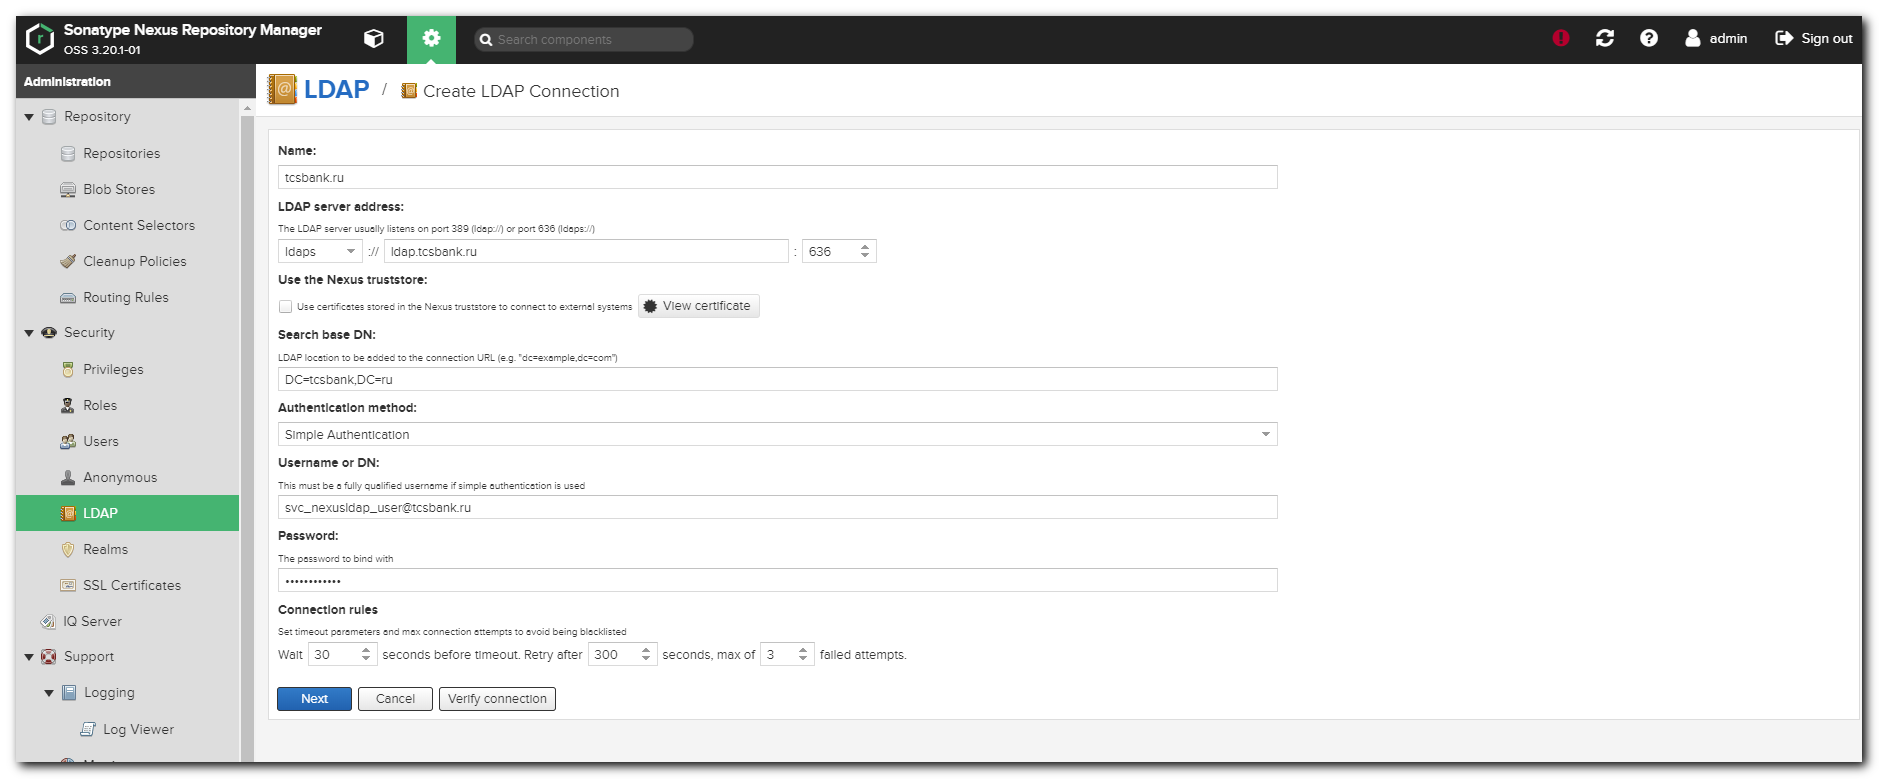 Sonatype Nexus Repository Manager
OSS 3.20.1-01
Search components
admin
Sign out
Administration
Repository
Repositories
Blob Stores
Content Selectors
Cleanup Policies
Routing Rules
Security
Privileges
Roles
Users
Anonymous
LDAP
Realms
SSL Certificates
IQ Server
Support
Logging
Log Viewer
LDAP / Create LDAP Connection
Name:
tcsbank.ru
LDAP server address:
The LDAP server usually listens on port 389 (ldap://) or port 636 (ldaps://)
ldaps :// ldap.tcsbank.ru : 636
Use the Nexus truststore:
Use certificates stored in the Nexus truststore to connect to external systems View certificate
Search base DN:
LDAP location to be added to the connection URL (e.g. "dc=example,dc=com")
DC=tcsbank,DC=ru
Authentication method:
Simple Authentication
Username or DN:
This must be a fully qualified username if simple authentication is used
svc_nexusldap_user@tcsbank.ru
Password:
The password to bind with
••••••••••••
Connection rules
Set timeout parameters and max connection attempts to avoid being blacklisted
Wait 30 seconds before timeout. Retry after 300 seconds, max of 3 failed attempts.
Next Cancel Verify connection